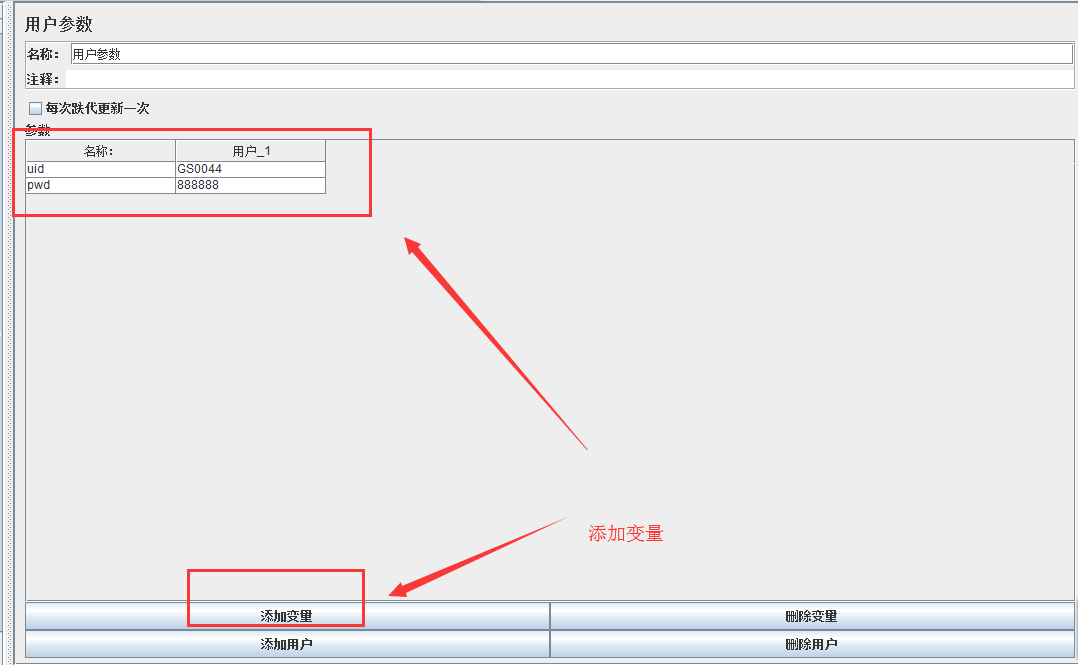 用户参数
名称： 用户参数
注释：
每次跌代更新一次
参数
名称: 用户_1
uid GS0044
pwd 888888
添加变量
添加变量 删除变量
添加用户 删除用户